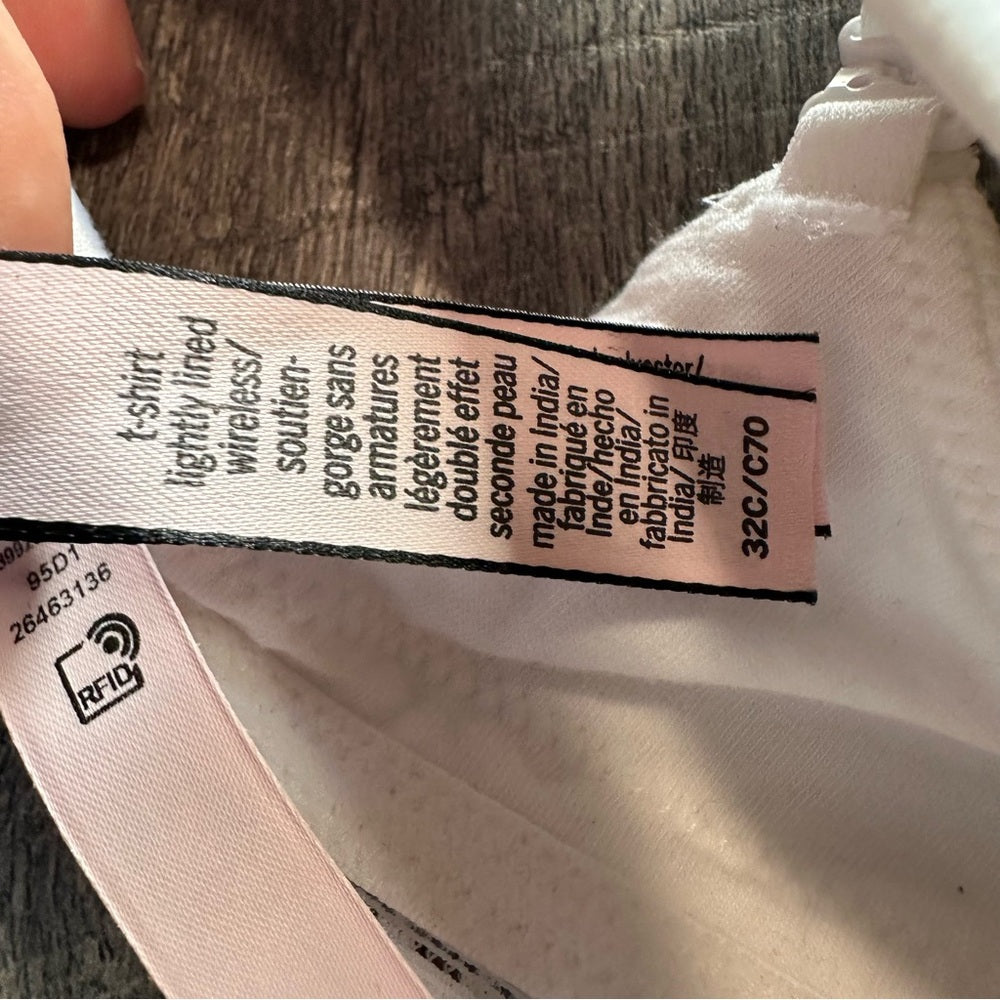 t-shirt
lightly lined
wireless/
soutien-
gorge sans
armatures
légèrement
doublé effet
seconde peau
made in India/
fabriqué en
Inde/hecho
en India/
fabbricato in
India/ 印度
制造
32C/C70
95D1
26463136
RFID